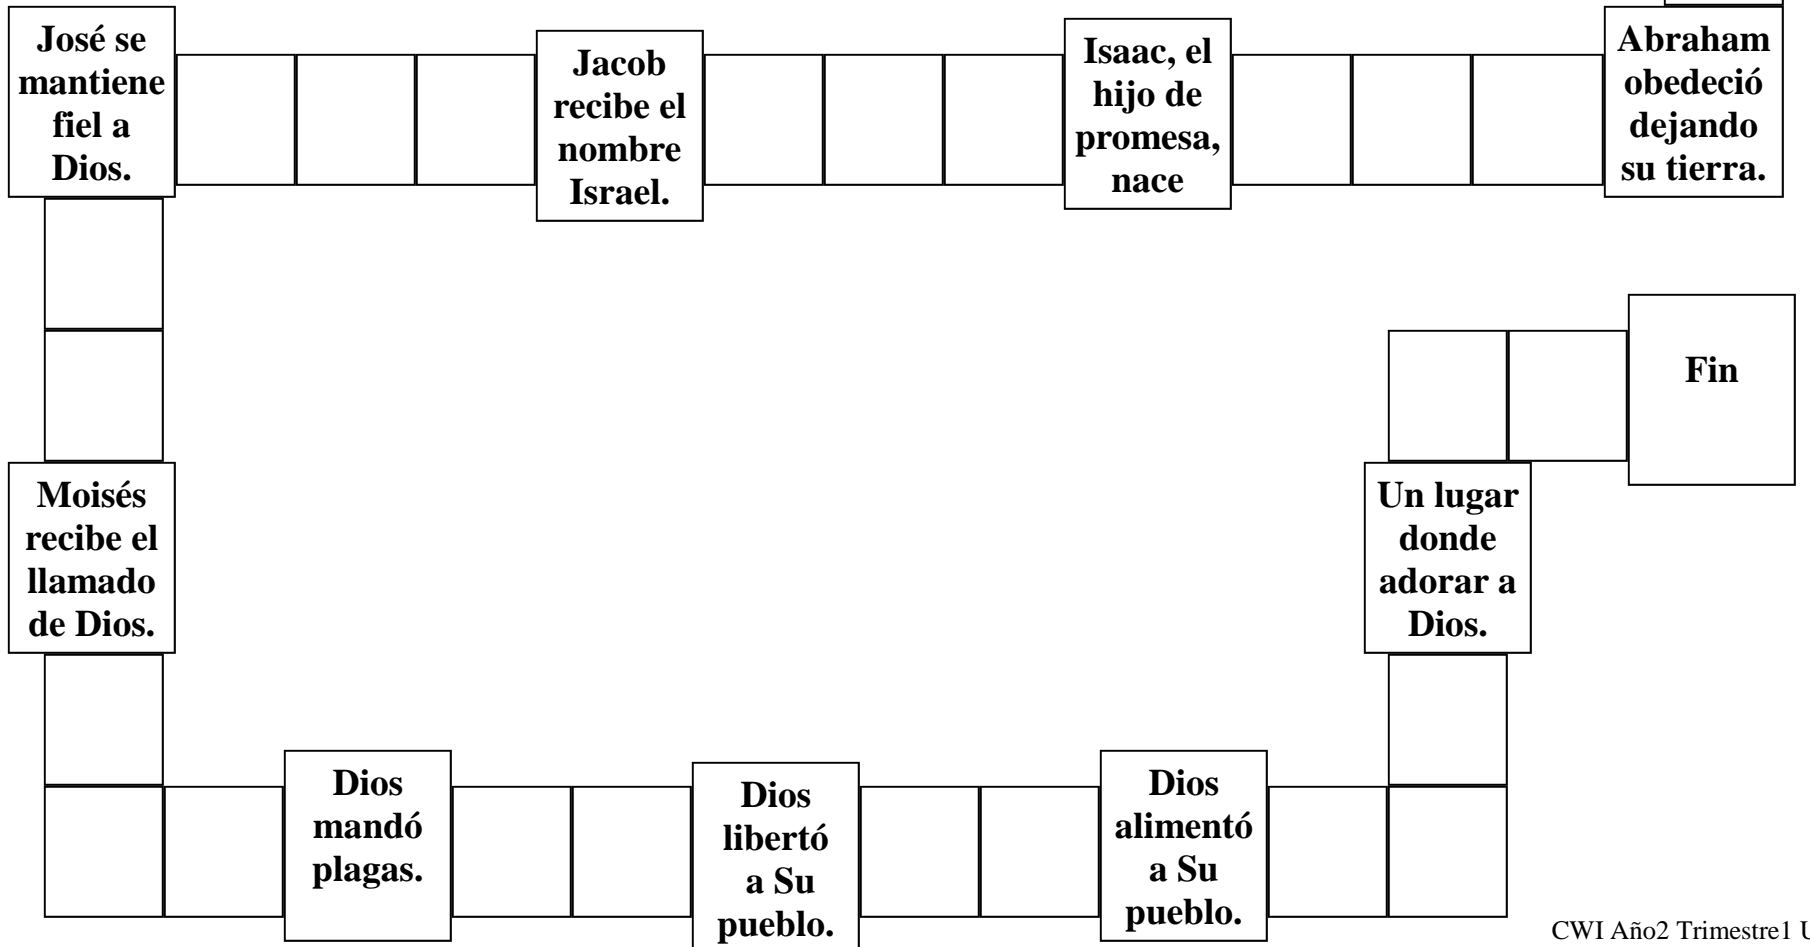 José se
mantiene
fiel a
Dios.
Jacob
recibe el
nombre
Israel.
Isaac, el
hijo de
promesa,
nace
Abraham
obedeció
dejando
su tierra.
Fin
Moisés
recibe el
llamado
de Dios.
Un lugar
donde
adorar a
Dios.
Dios
mandó
plagas.
Dios
libertó
a Su
pueblo.
Dios
alimentó
a Su
pueblo.
CWI Año2 Trimestre1 U